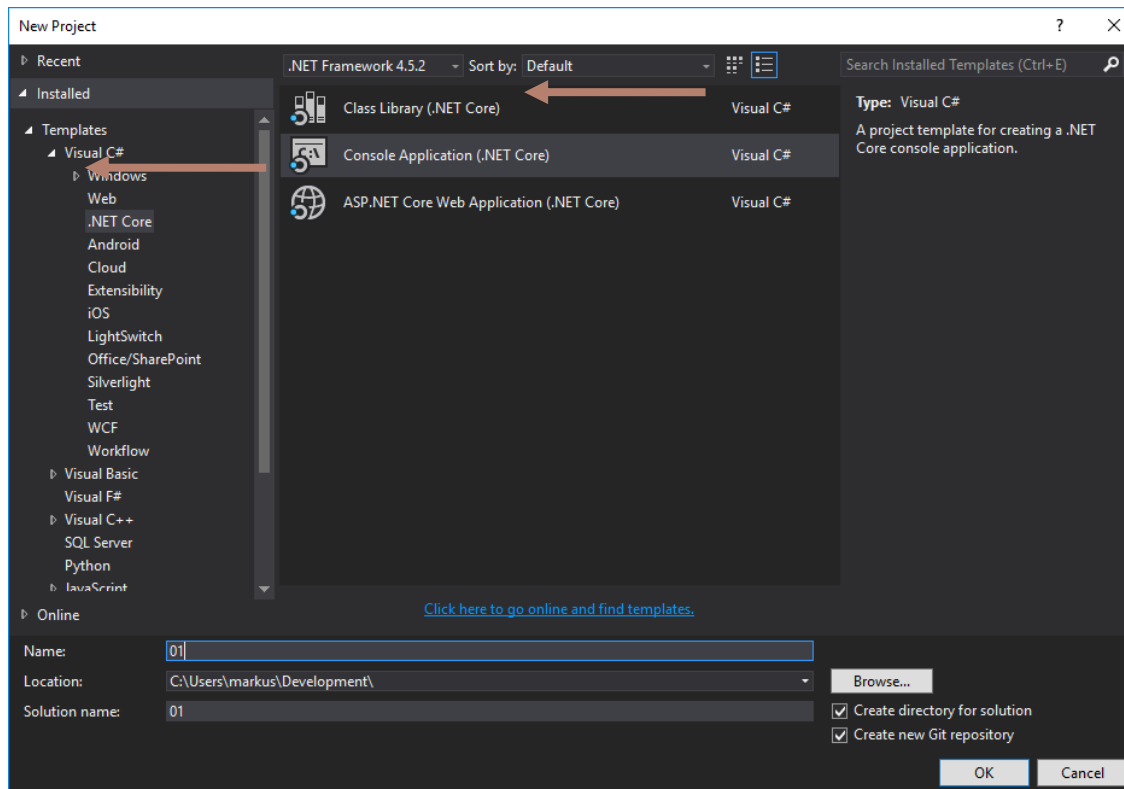 New Project
?
Recent
.NET Framework 4.5.2
Sort by: Default
Search Installed Templates (Ctrl+E)
Installed
Templates
Visual C#
Windows
Web
.NET Core
Android
Cloud
Extensibility
iOS
LightSwitch
Office/SharePoint
Silverlight
Test
WCF
Workflow
Visual Basic
Visual F#
Visual C++
SQL Server
Python
JavaScript
Online
Class Library (.NET Core) Visual C#
Console Application (.NET Core) Visual C#
ASP.NET Core Web Application (.NET Core) Visual C#
Click here to go online and find templates.
Type: Visual C#
A project template for creating a .NET
Core console application.
Name: 01
Location: C:\Users\markus\Development\
Browse...
Solution name: 01
Create directory for solution
Create new Git repository
OK
Cancel